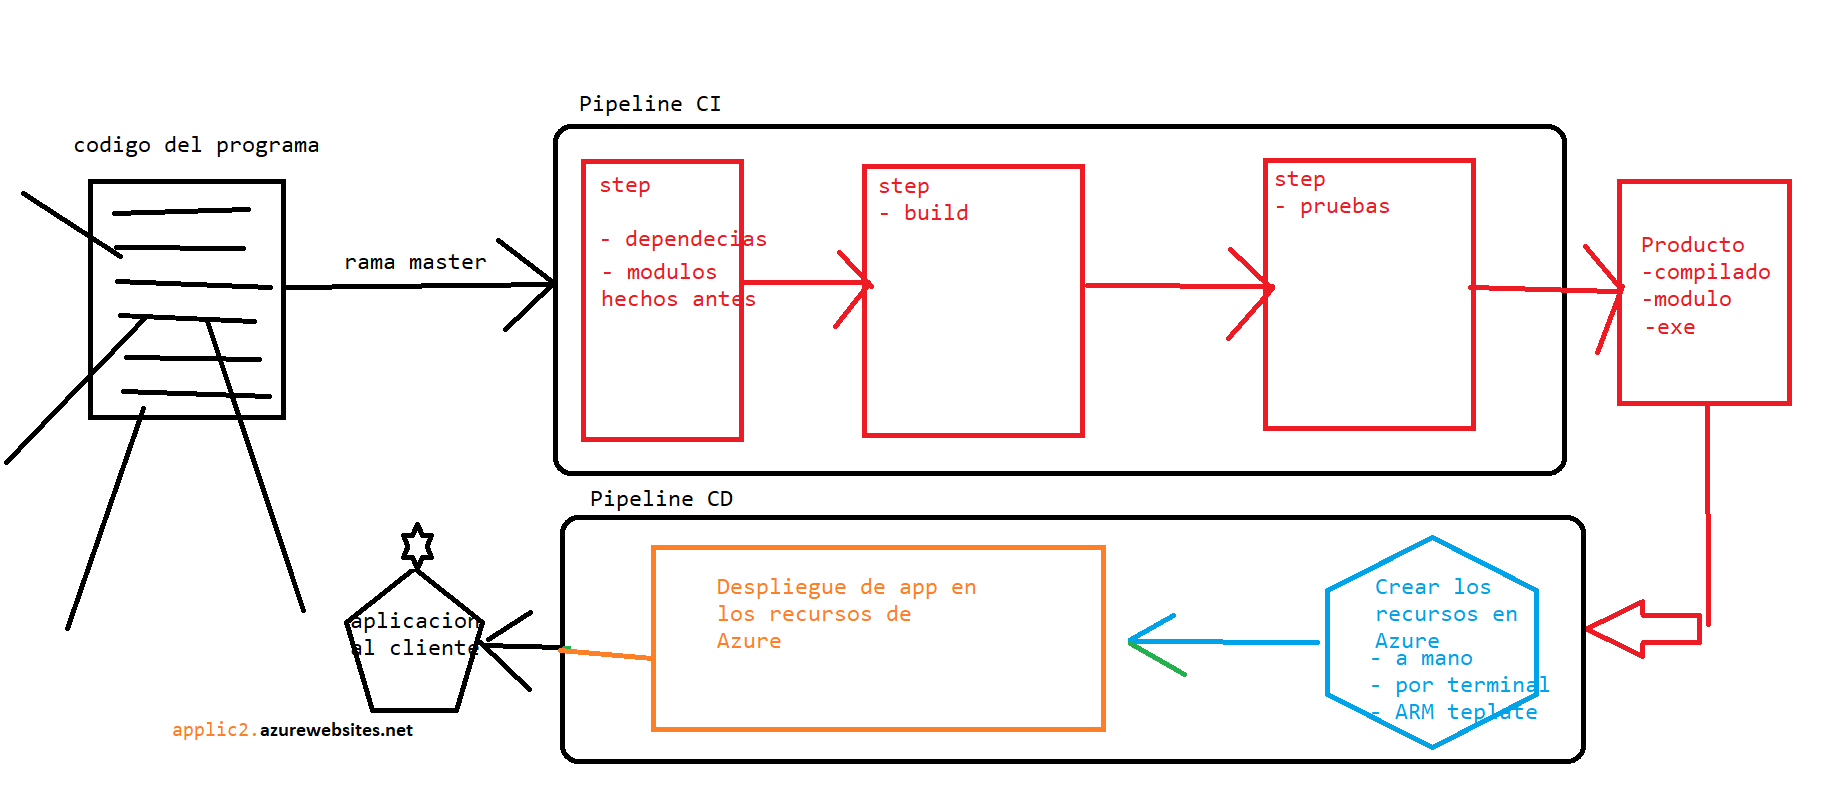 Pipeline CI
codigo del programa
rama master
step
- dependecias
- modulos
hechos antes
step
- build
step
- pruebas
Producto
-compilado
-modulo
-exe
Pipeline CD
Crear los
recursos en
Azure
- a mano
- por terminal
- ARM teplate
Despliegue de app en
los recursos de
Azure
aplicacion
al cliente
applic2.azurewebsites.net